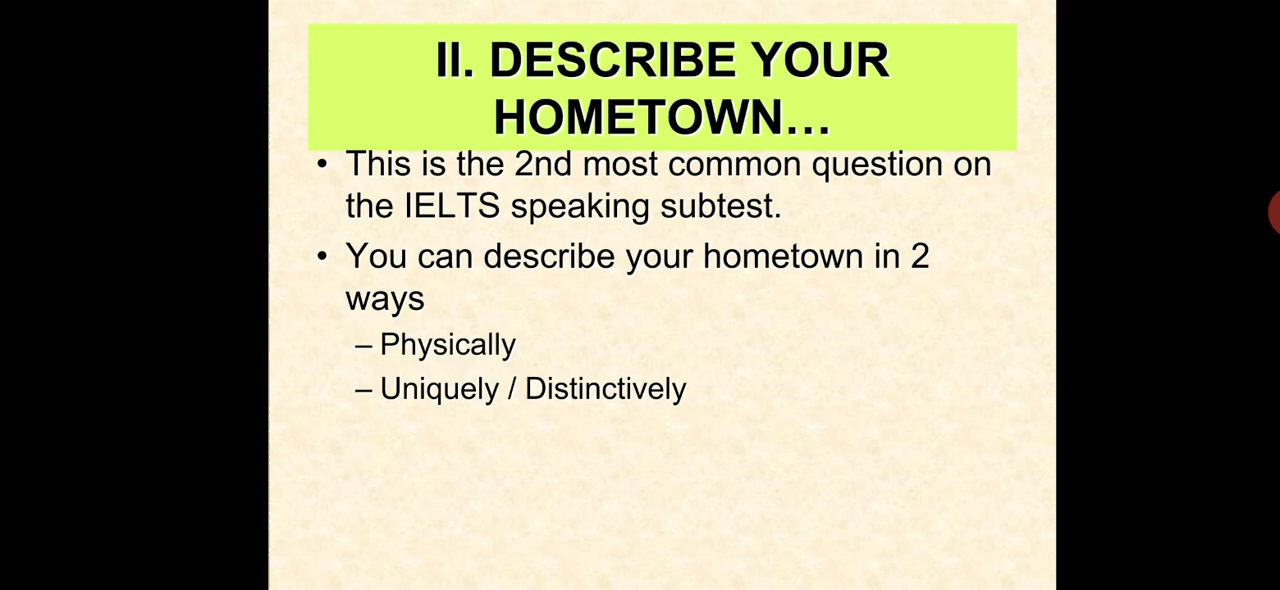 II. DESCRIBE YOUR
HOMETOWN…
• This is the 2nd most common question on
the IELTS speaking subtest.
• You can describe your hometown in 2
ways
– Physically
– Uniquely / Distinctively